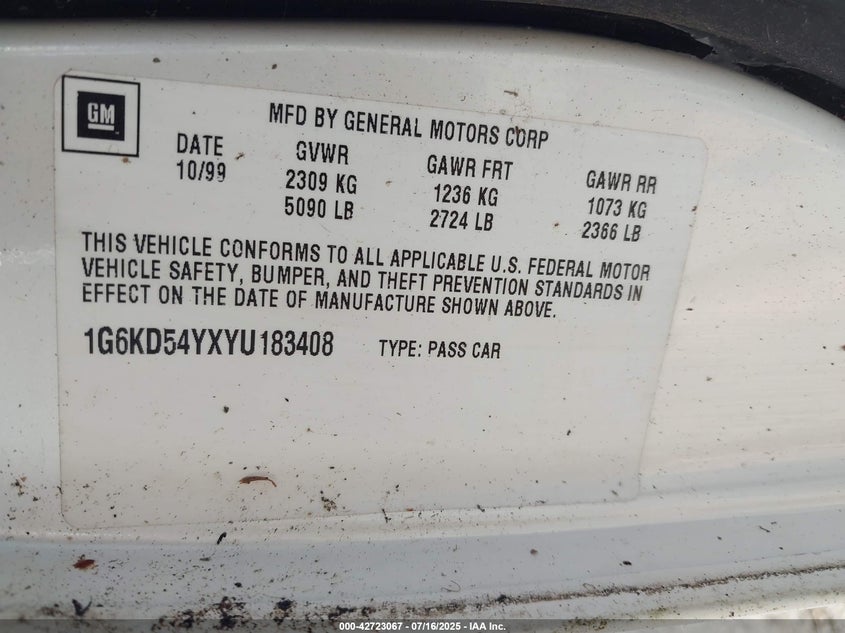 GM
MFD BY GENERAL MOTORS CORP
DATE GVWR GAWR FRT GAWR RR
10/99 2309 KG 1236 KG 1073 KG
5090 LB 2724 LB 2366 LB
THIS VEHICLE CONFORMS TO ALL APPLICABLE U.S. FEDERAL MOTOR
VEHICLE SAFETY, BUMPER, AND THEFT PREVENTION STANDARDS IN
EFFECT ON THE DATE OF MANUFACTURE SHOWN ABOVE.
1G6KD54YXYU183408 TYPE: PASS CAR
000-42723067 - 07/16/2025 - IAA Inc.